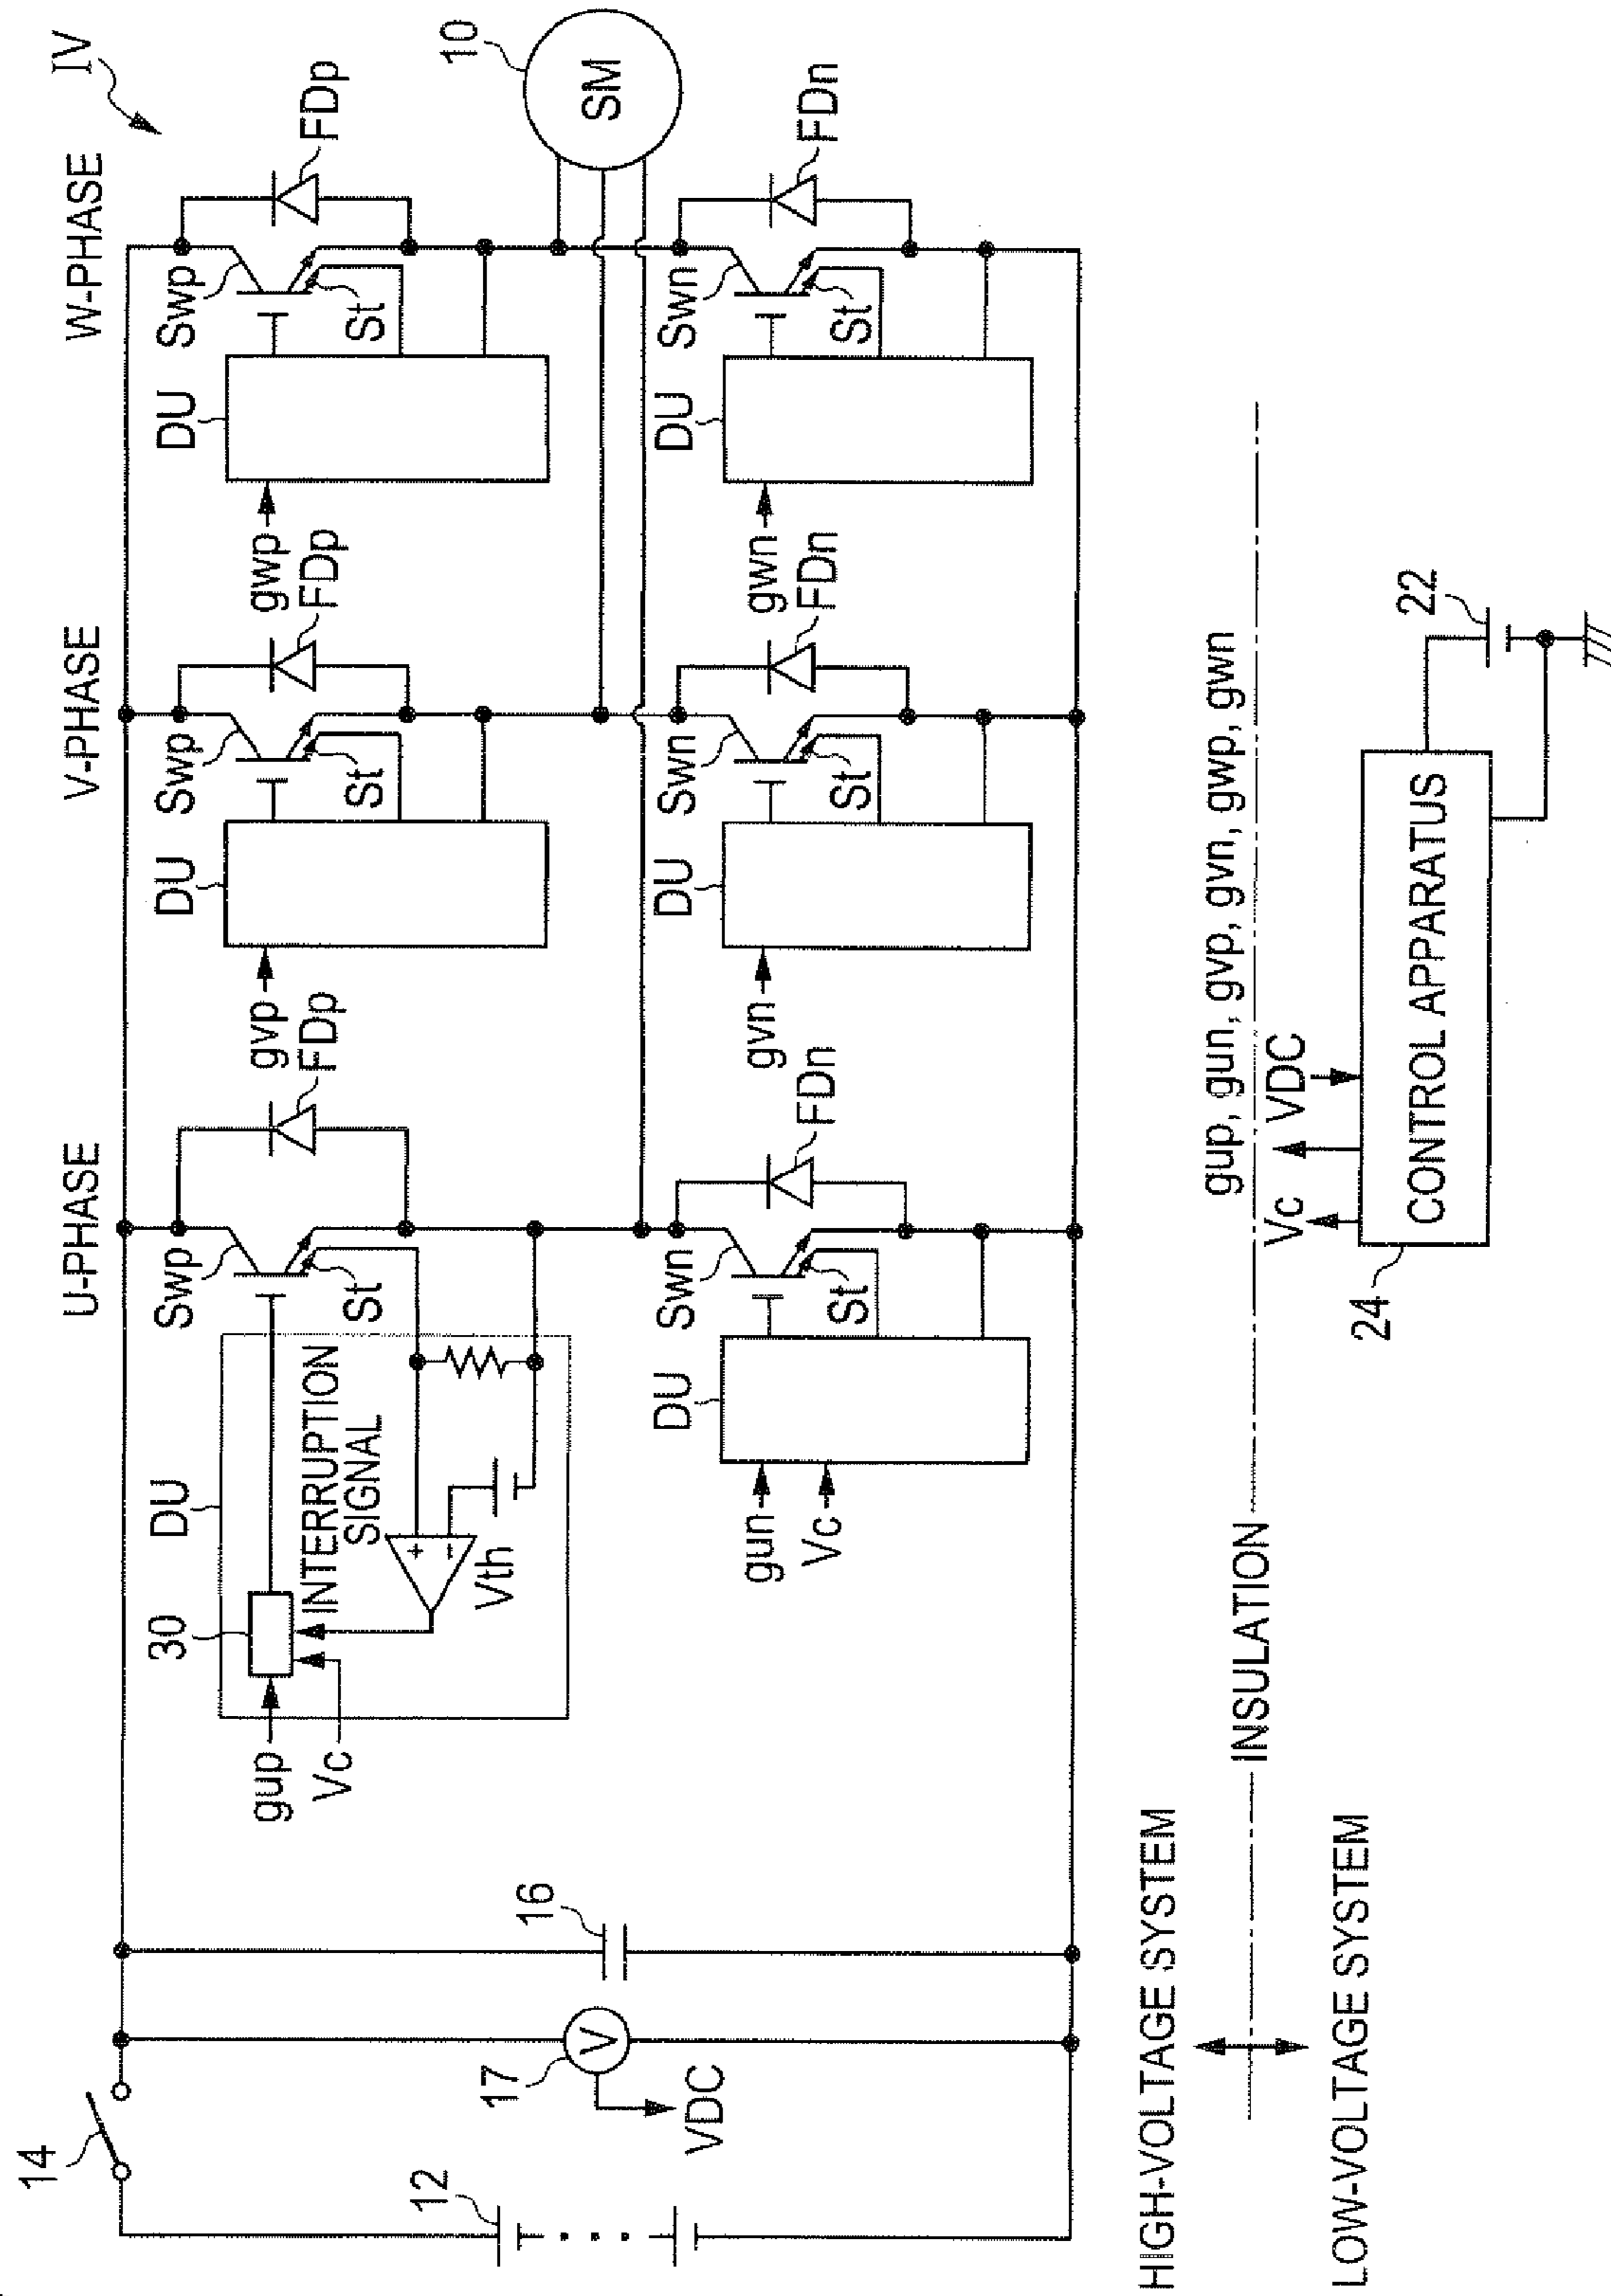 IV
U-PHASE
V-PHASE
W-PHASE
14
DU
Swp
FDp
DU
Swp
FDp
DU
Swp
FDp
10
30
gup
Vc
INTERRUPTION
SIGNAL
St
gvp
St
gwp
St
Vth
12
17
V
VDC
16
SM
DU
Swn
FDn
DU
Swn
FDn
DU
Swn
FDn
gun
Vc
St
gvn
St
gwn
St
HIGH-VOLTAGE SYSTEM
INSULATION
LOW-VOLTAGE SYSTEM
gup, gun, gvp, gvn, gwp, gwn
Vc
VDC
24
CONTROL APPARATUS
22